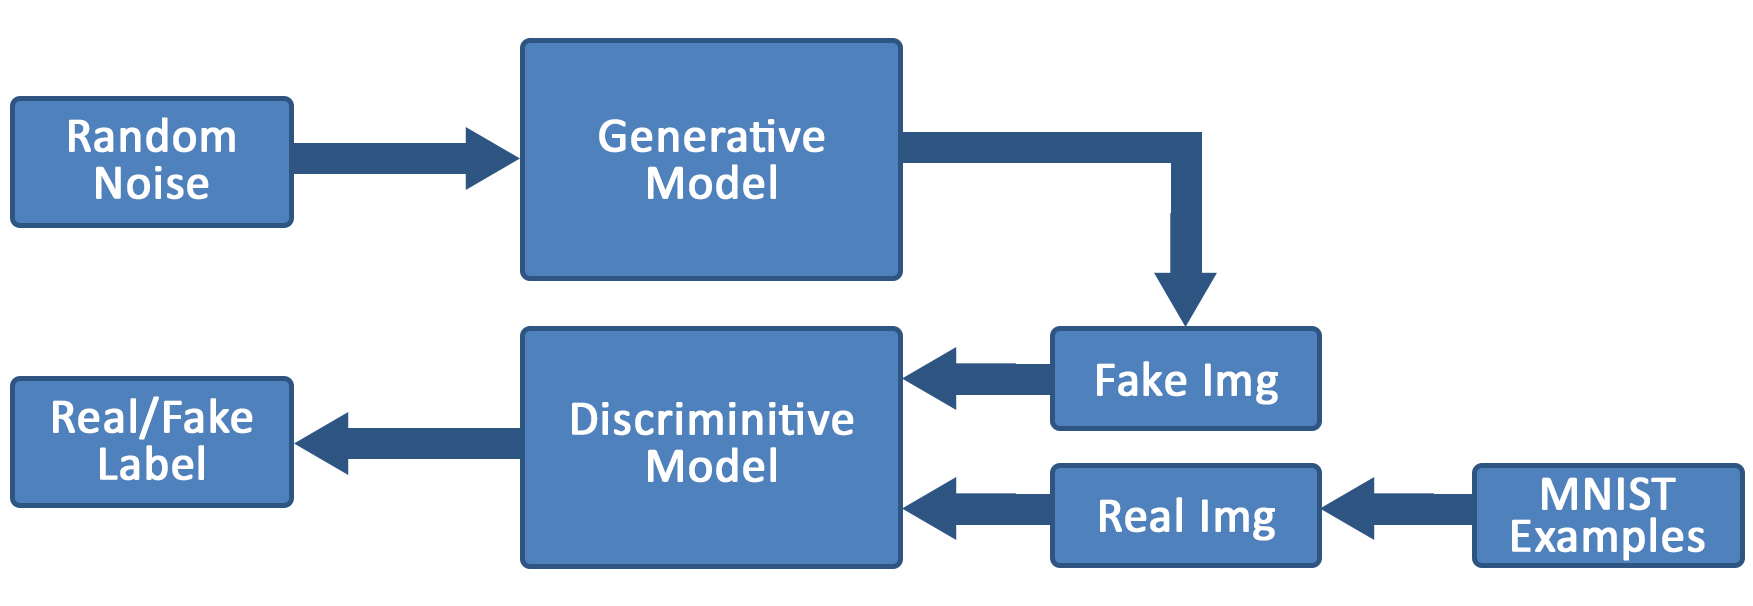 Random
Noise
Generative
Model
Fake Img
Real/Fake
Label
Discriminitive
Model
Real Img
MNIST
Examples